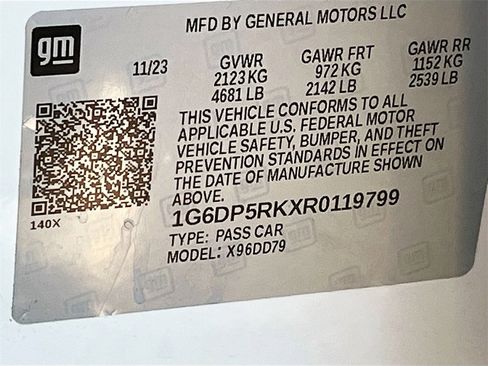 MFD BY GENERAL MOTORS LLC
gm
11/23 GVWR GAWR FRT GAWR RR
2123 KG 972 KG 1152 KG
4681 LB 2142 LB 2539 LB
THIS VEHICLE CONFORMS TO ALL
APPLICABLE U.S. FEDERAL MOTOR
VEHICLE SAFETY, BUMPER, AND THEFT
PREVENTION STANDARDS IN EFFECT ON
THE DATE OF MANUFACTURE SHOWN
ABOVE.
140X
1G6DP5RKXR0119799
TYPE: PASS CAR
MODEL: X96DD79